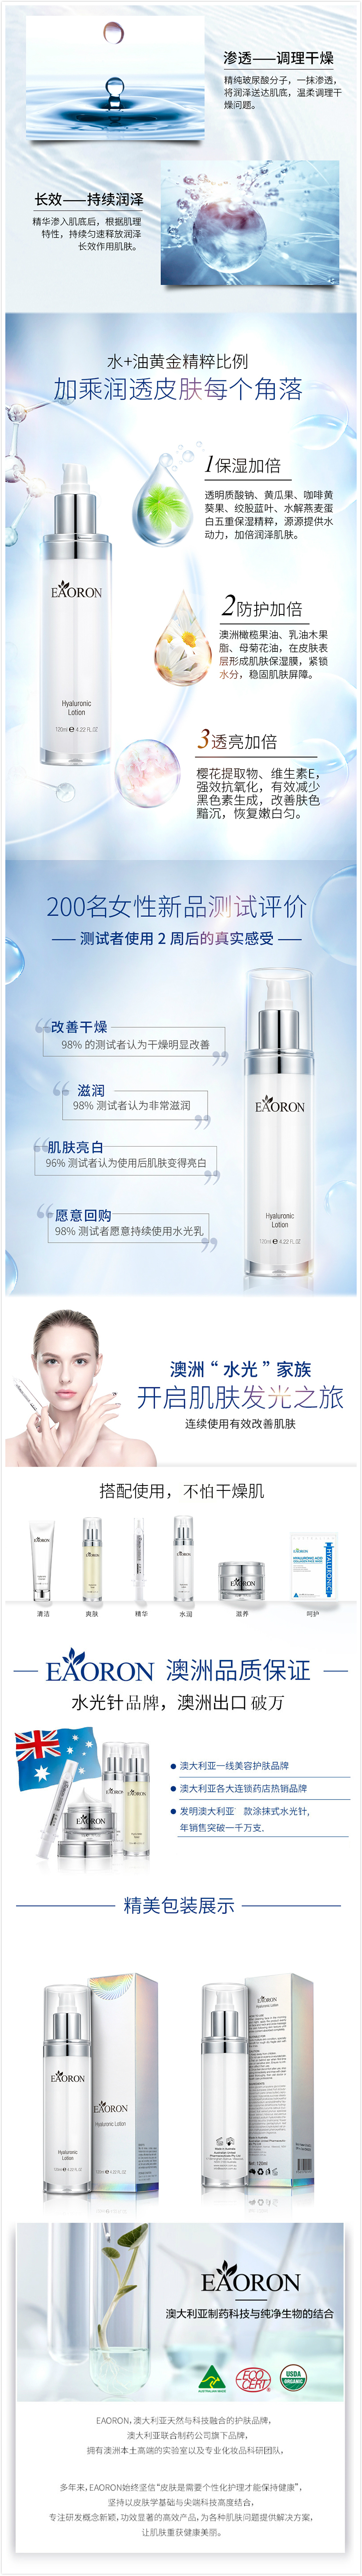 渗透——调理干燥
精纯玻尿酸分子，一抹渗透，
将润泽送达肌底，温柔调理干
燥问题。
长效——持续润泽
精华渗入肌底后，根据肌理
特性，持续匀速释放润泽
长效作用肌肤。
水+油黄金精粹比例
加乘润透皮肤每个角落
1保湿加倍
透明质酸钠、黄瓜果、咖啡黄
葵果、绞股蓝叶、水解燕麦蛋
白五重保湿精粹，源源提供水
动力，加倍润泽肌肤。
EAORON
Hyaluronic
Lotion
120ml e 4.22 FL.OZ
2防护加倍
澳洲橄榄果油、乳油木果
脂、母菊花油，在皮肤表
层形成肌肤保湿膜，紧锁
水分，稳固肌肤屏障。
3透亮加倍
樱花提取物、维生素E，
强效抗氧化，有效减少
黑色素生成，改善肤色
黯沉，恢复嫩白匀。
200名女性新品测试评价
测试者使用 2 周后的真实感受
改善干燥
98% 的测试者认为干燥明显改善
滋润
98% 测试者认为非常滋润
肌肤亮白
96% 测试者认为使用后肌肤变得亮白
愿意回购
98% 测试者愿意持续使用水光乳
EAORON
Hyaluronic
Lotion
120ml e 4.22 FL.OZ
澳洲“水光”家族
开启肌肤发光之旅
连续使用有效改善肌肤
搭配使用，不怕干燥肌
EAORON
清洁
爽肤
精华
水润
滋养
呵护
EAORON 澳洲品质保证
水光针品牌，澳洲出口 破万
澳大利亚一线美容护肤品牌
澳大利亚各大连锁药店热销品牌
发明澳大利亚 款涂抹式水光针,
年销售突破一千万支.
精美包装展示
EAORON
Hyaluronic
Lotion
120ml e 4.22 FL.OZ
EAORON
Hyaluronic Lotion
EAORON
Hyaluronic Lotion
EAORON
澳大利亚制药科技与纯净生物的结合
AUSTRALIAN MADE
ECO
CERT
USDA
ORGANIC
EAORON，澳大利亚天然与科技融合的护肤品牌，
澳大利亚联合制药公司旗下品牌，
拥有澳洲本土高端的实验室以及专业化妆品科研团队，
多年来，EAORON始终坚信“皮肤是需要个性化护理才能保持健康”，
坚持以皮肤学基础与尖端科技高度结合，
专注研发概念新颖，功效显著的高效产品，为各种肌肤问题提供解决方案，
让肌肤重获健康美丽。